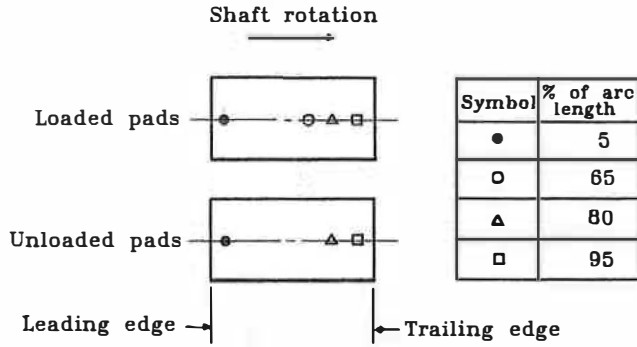 Shaft rotation
Loaded pads
Unloaded pads
Leading edge
Trailing edge
Symbol % of arc length
5
65
80
95